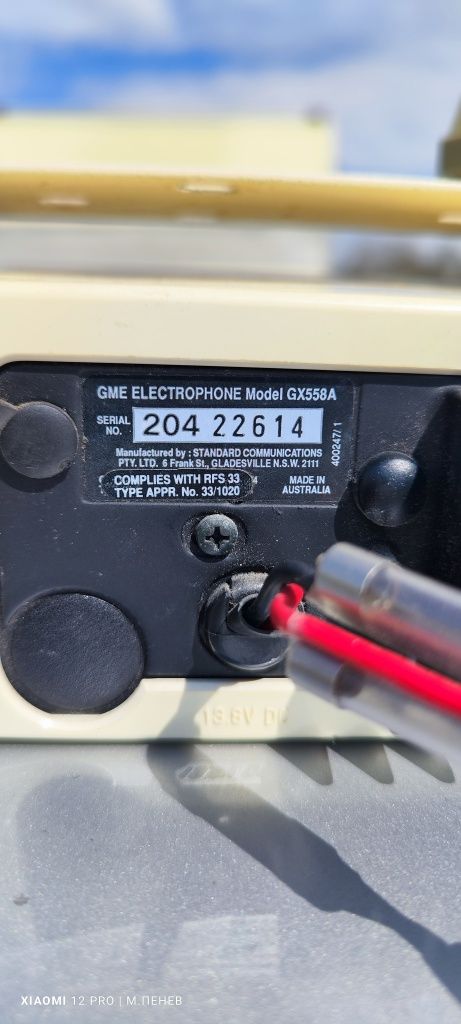 GME ELECTROPHONE Model GX558A
SERIAL NO. 204 22614
Manufactured by : STANDARD COMMUNICATIONS
PTY. LTD. 6 Frank St., GLADESVILLE N.S.W. 2111
COMPLIES WITH RFS 33
TYPE APPR. No. 33/1020
MADE IN
AUSTRALIA
400247/1
13.8V DC
XIAOMI 12 PRO | М.ПЕНЕВ